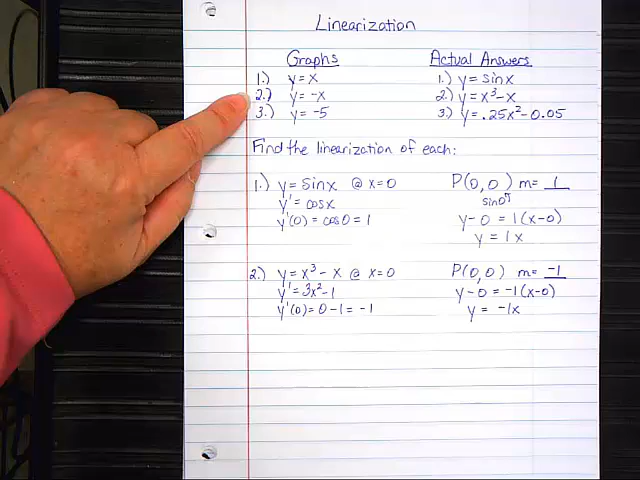 Linearization
Graphs Actual Answers
1.) y = x 1.) y = sin x
2.) y = -x 2.) y = x³ - x
3.) y = -5 3.) y = .25x² - 0.05
Find the linearization of each:
1.) y = sin x @ x=0 P(0,0) m= 1
y' = cos x sin 0
y'(0) = cos 0 = 1 y-0 = 1(x-0)
y = 1x
2.) y = x³ - x @ x=0 P(0,0) m= -1
y' = 3x² - 1 y-0 = -1(x-0)
y'(0) = 0 - 1 = -1 y = -1x